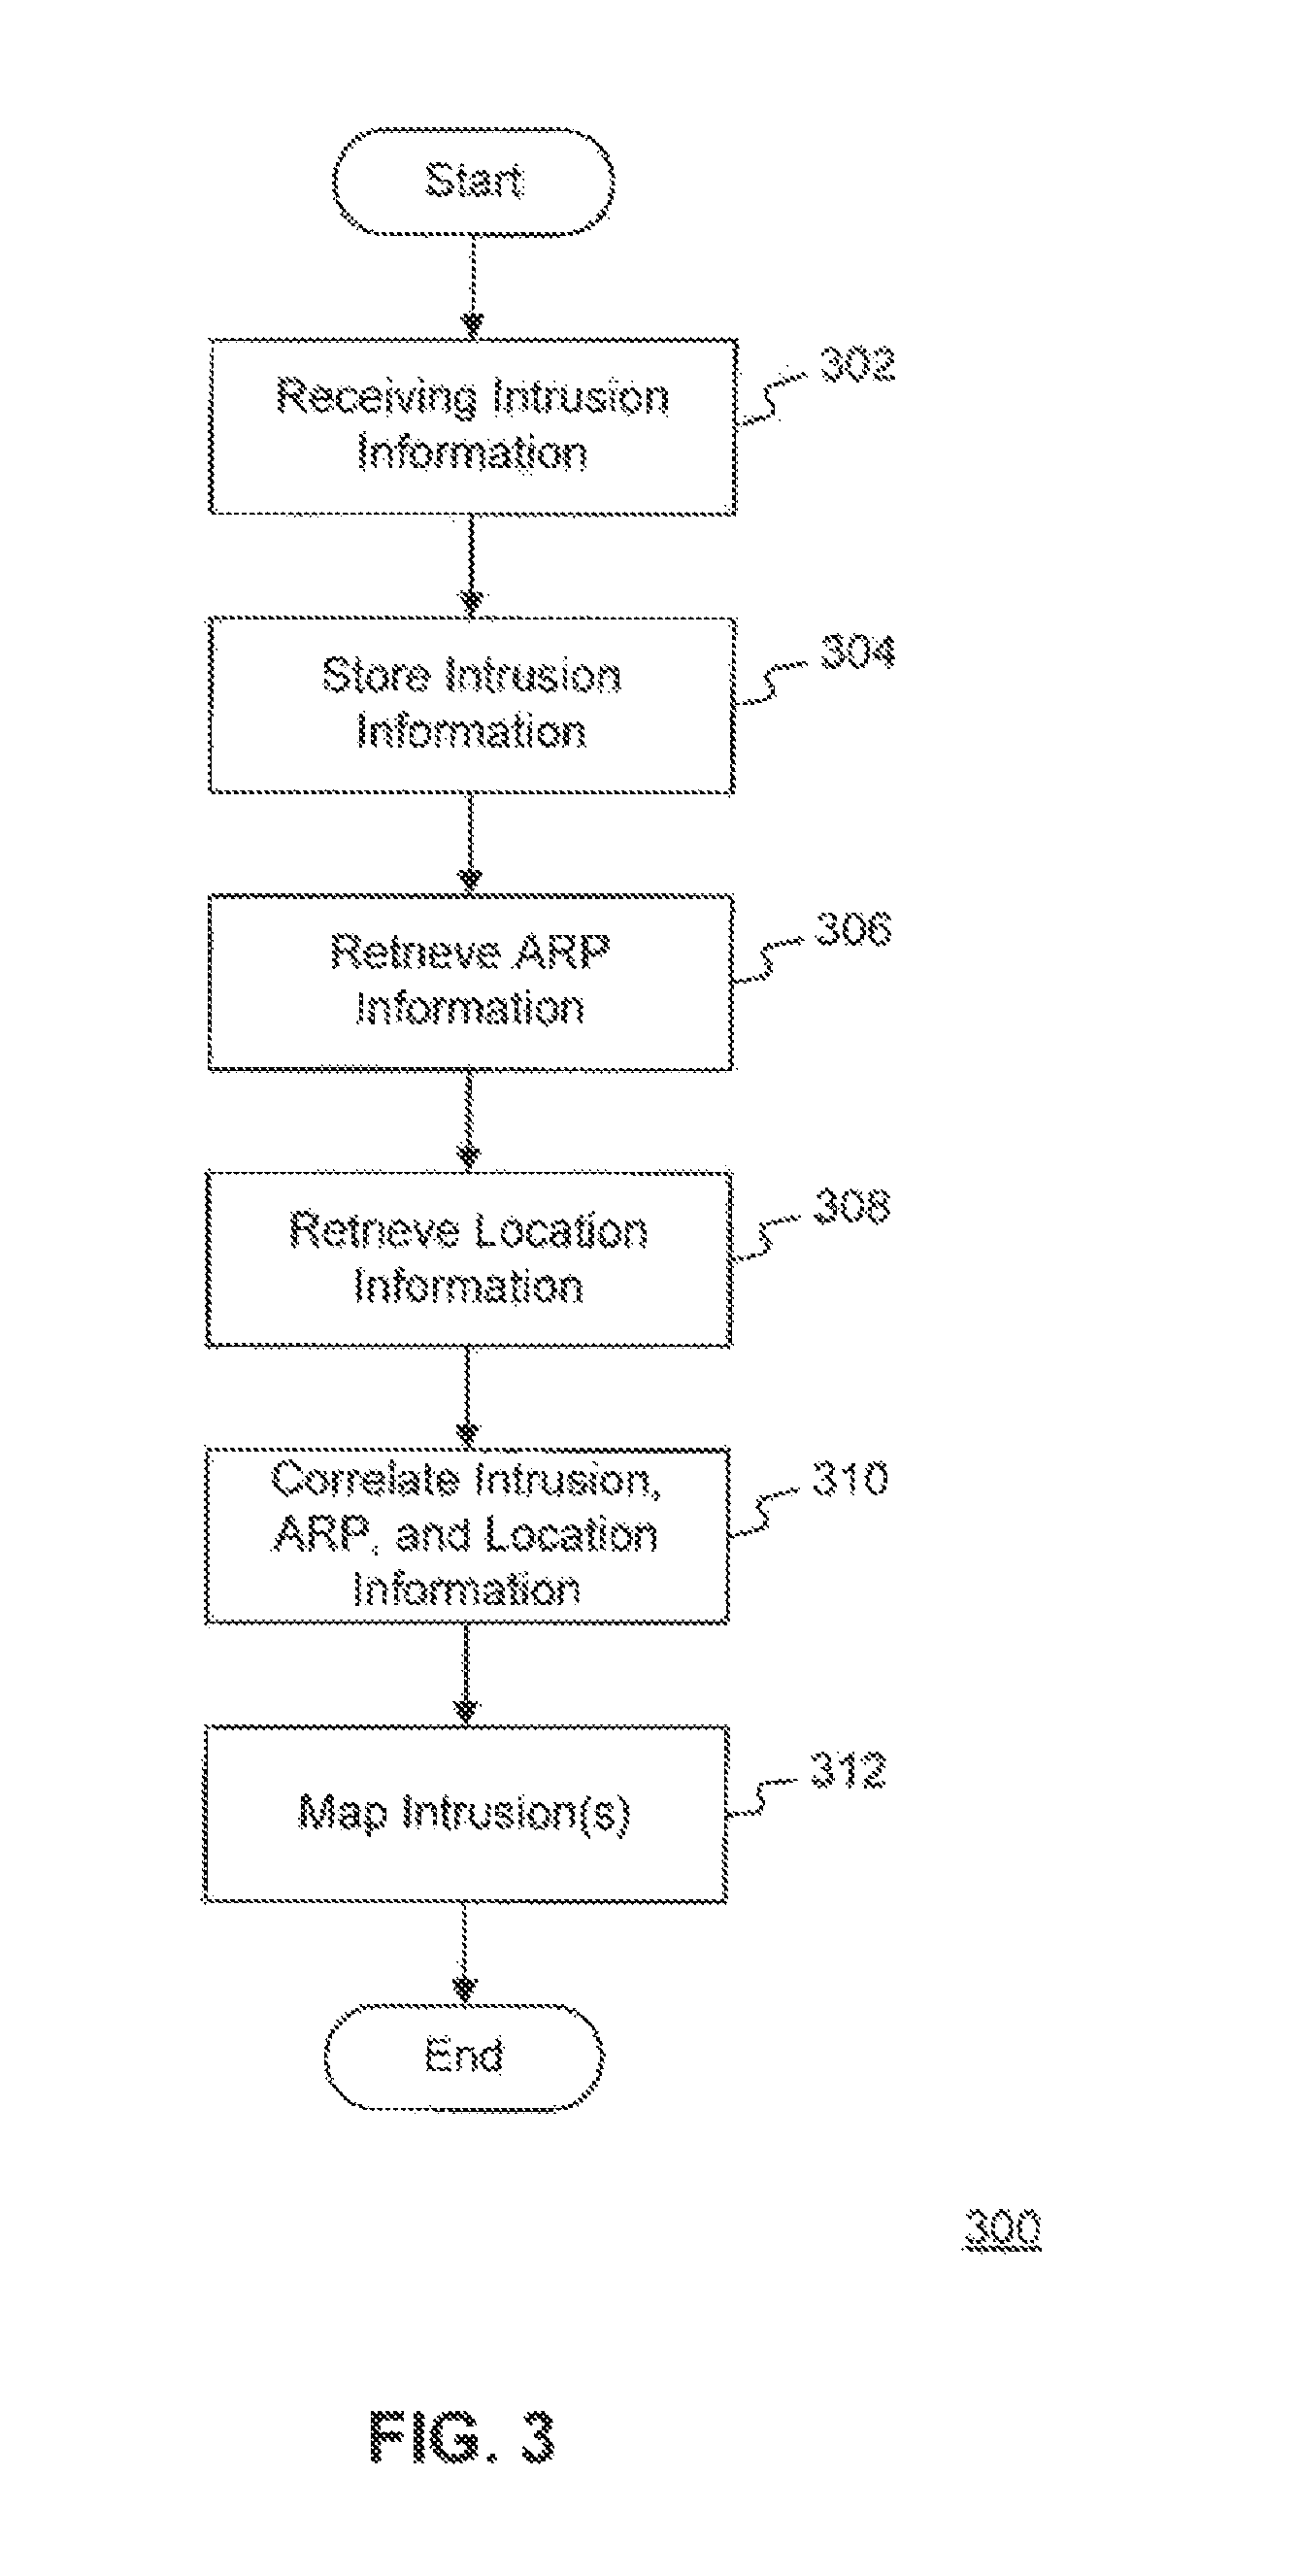 Start
Receiving Intrusion
Information
302
Store Intrusion
Information
304
Retrieve ARP
Information
306
Retrieve Location
Information
308
Correlate Intrusion,
ARP, and Location
Information
310
Map Intrusion(s)
312
End
300
FIG. 3